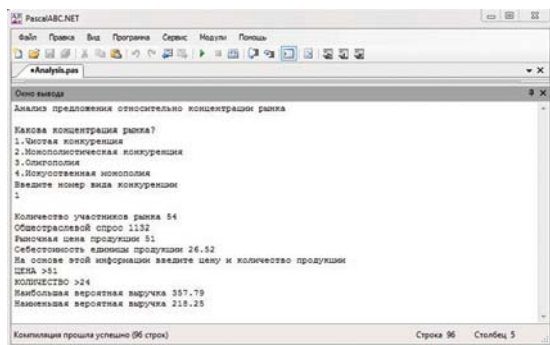 PascalABC.NET
Файл Правка Вид Программа Сервис Модули Помощь
•Analysis.pas
Окно вывода
Анализ предложения относительно концентрации рынка
Какова концентрация рынка?
1.Чистая конкуренция
2.Монополистическая конкуренция
3.Олигополия
4.Искусственная монополия
Введите номер вида конкуренции
1
Количество участников рынка 54
Общеотраслевой спрос 1132
Рыночная цена продукции 51
Себестоимость единицы продукции 26.52
На основе этой информации введите цену и количество продукции
ЦЕНА >51
КОЛИЧЕСТВО >24
Наибольшая вероятная выручка 357.79
Наименьшая вероятная выручка 218.25
Компиляция прошла успешно (96 строк) Строка 96 Столбец 5